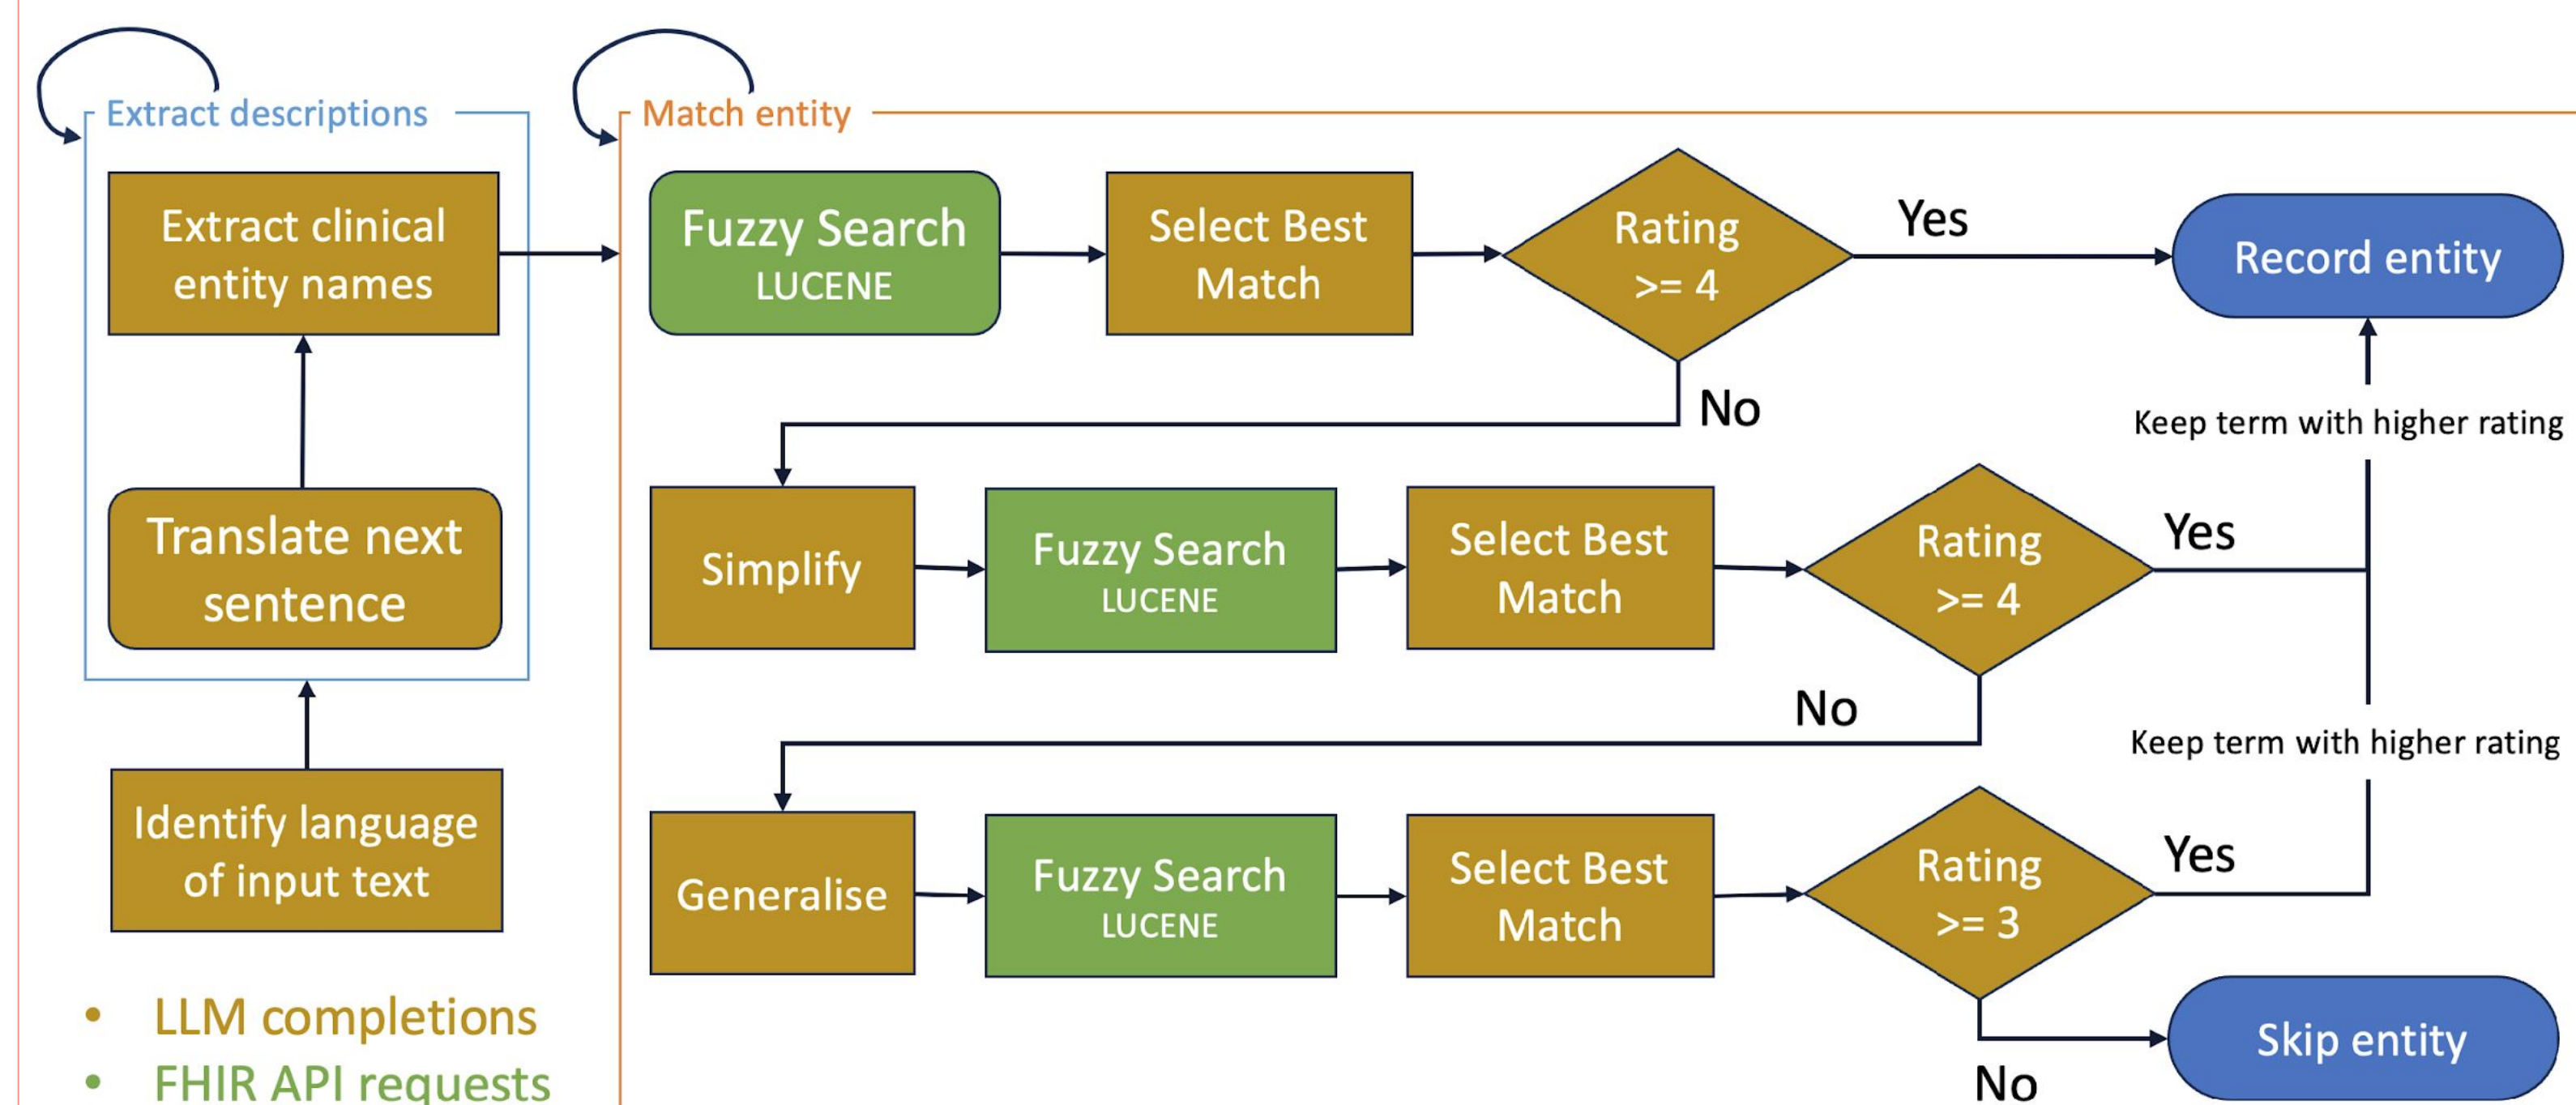 Extract descriptions
Extract clinical
entity names
Translate next
sentence
Identify language
of input text
• LLM completions
• FHIR API requests
Match entity
Fuzzy Search
LUCENE
Select Best
Match
Rating
>= 4
Yes
Record entity
No
Keep term with higher rating
Simplify
Fuzzy Search
LUCENE
Select Best
Match
Rating
>= 4
Yes
No
Keep term with higher rating
Generalise
Fuzzy Search
LUCENE
Select Best
Match
Rating
>= 3
Yes
No
Skip entity